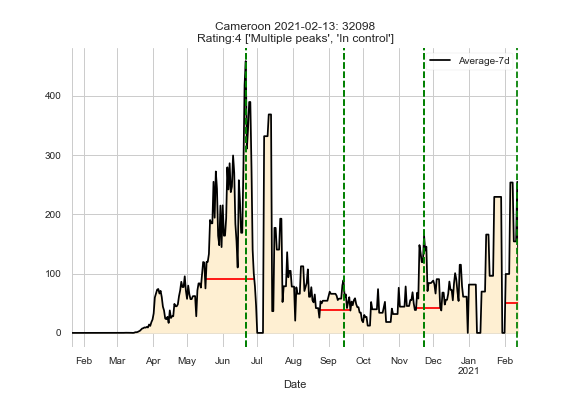 Cameroon 2021-02-13: 32098
Rating:4 ['Multiple peaks', 'In control']
Average-7d
400
300
200
100
0
Feb Mar Apr May Jun Jul Aug Sep Oct Nov Dec Jan Feb
2021
Date